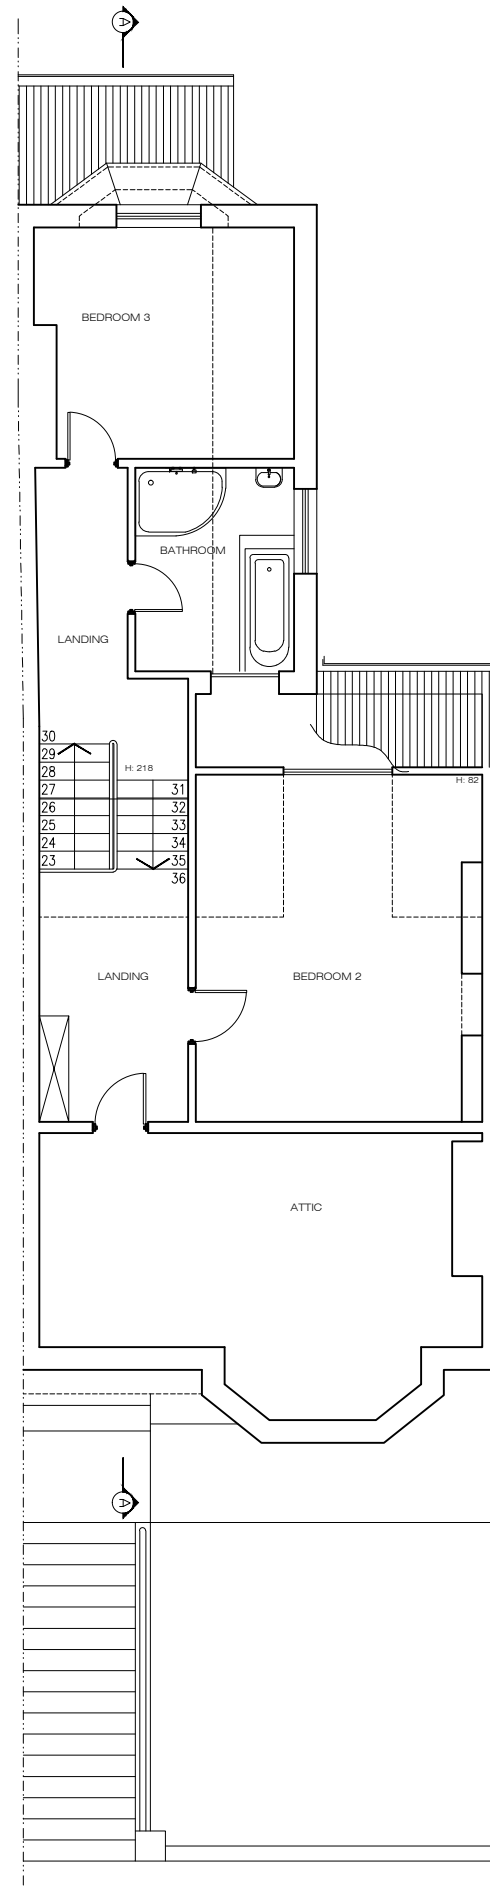 A
BEDROOM 3
BATHROOM
LANDING
30
29
28
27
26
25
24
23
H: 218
31
32
33
34
35
36
H: 82
LANDING
BEDROOM 2
ATTIC
A